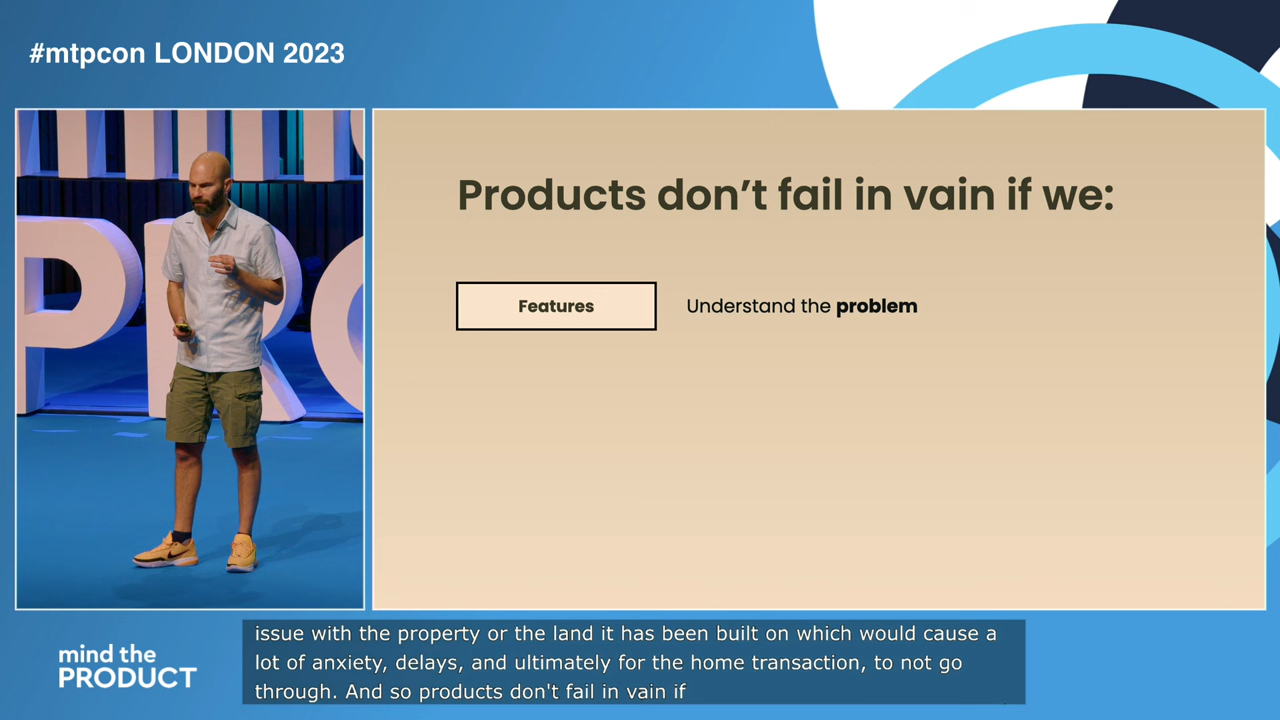 #mtpcon LONDON 2023
Products don't fail in vain if we:
Features
Understand the problem
mind the
PRODUCT
issue with the property or the land it has been built on which would cause a
lot of anxiety, delays, and ultimately for the home transaction, to not go
through. And so products don't fail in vain if